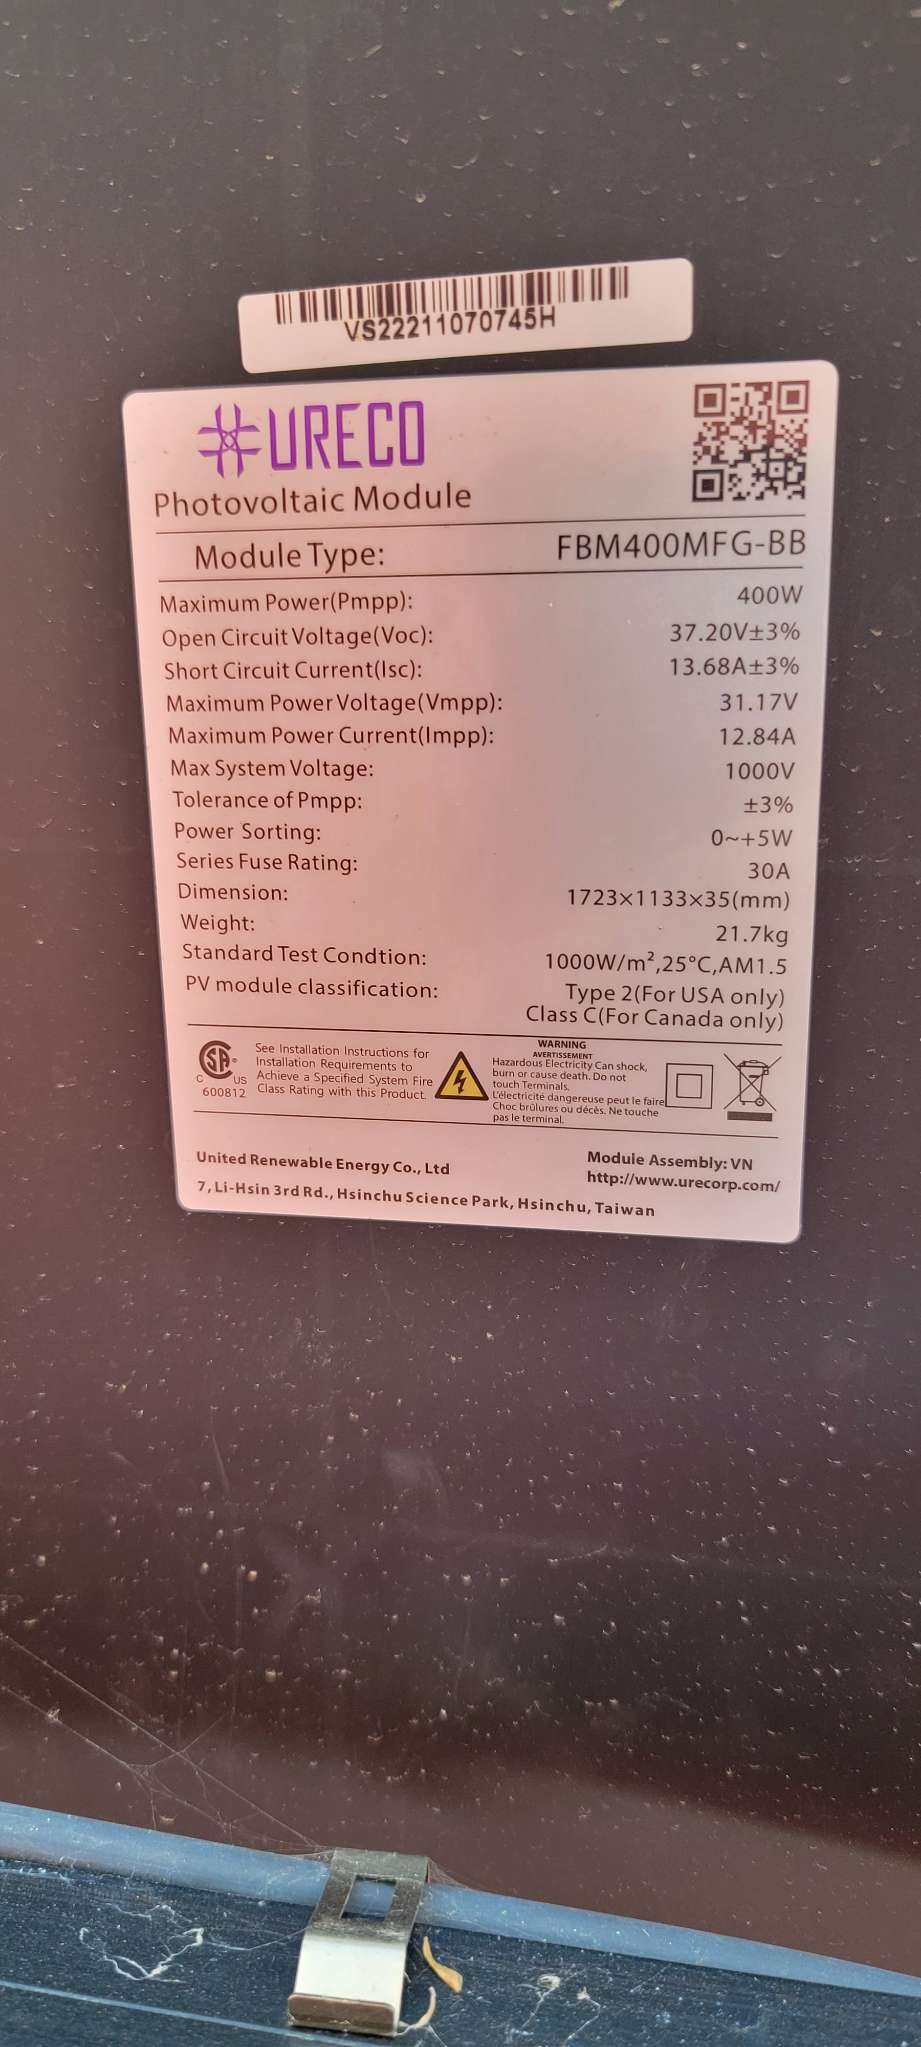 VS22211070745H
URECO
Photovoltaic Module
Module Type: FBM400MFG-BB
Maximum Power(Pmpp): 400W
Open Circuit Voltage(Voc): 37.20V±3%
Short Circuit Current(Isc): 13.68A±3%
Maximum Power Voltage(Vmpp): 31.17V
Maximum Power Current(Impp): 12.84A
Max System Voltage: 1000V
Tolerance of Pmpp: ±3%
Power Sorting: 0~+5W
Series Fuse Rating: 30A
Dimension: 1723×1133×35(mm)
Weight: 21.7kg
Standard Test Condtion: 1000W/m²,25°C,AM1.5
PV module classification: Type 2(For USA only)
Class C(For Canada only)
SA
C US
600812
See Installation Instructions for
Installation Requirements to
Achieve a Specified System Fire
Class Rating with this Product.
WARNING
AVERTISSEMENT
Hazardous Electricity Can shock,
burn or cause death. Do not
touch Terminals.
L'électricité dangereuse peut le faire
Choc brûlures ou décès. Ne touche
pas le terminal.
United Renewable Energy Co., Ltd
7, Li-Hsin 3rd Rd., Hsinchu Science Park, Hsinchu, Taiwan
Module Assembly: VN
http://www.urecorp.com/